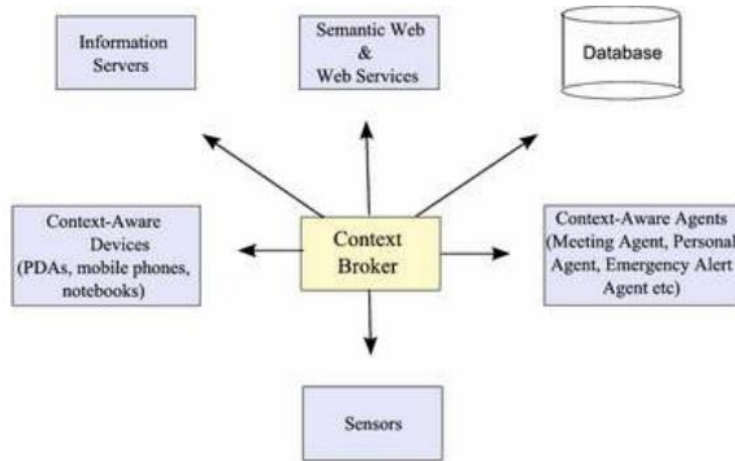 Information
Servers
Semantic Web
&
Web Services
Database
Context-Aware
Devices
(PDAs, mobile phones,
notebooks)
Context
Broker
Context-Aware Agents
(Meeting Agent, Personal
Agent, Emergency Alert
Agent etc)
Sensors